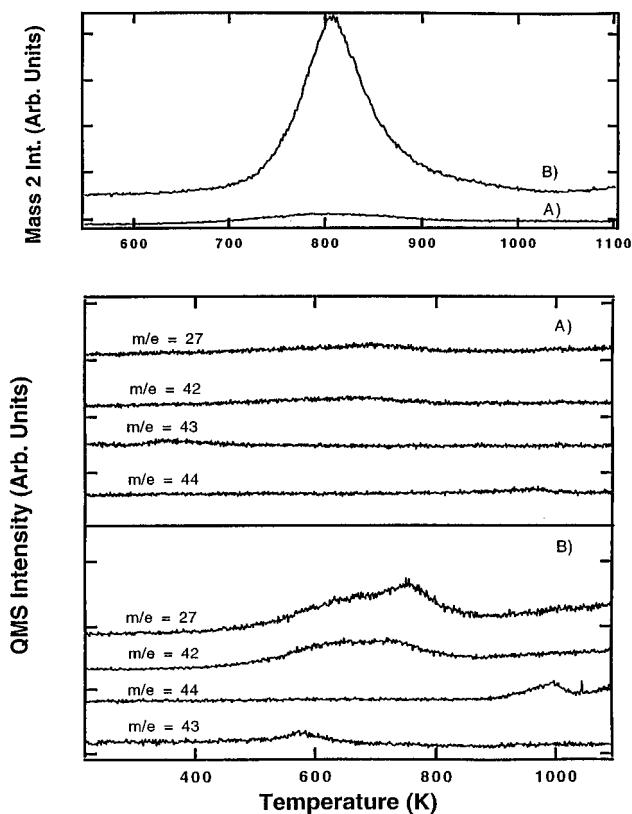 Mass 2 Int. (Arb. Units)
B)
A)
600 700 800 900 1000 1100
QMS Intensity (Arb. Units)
A)
m/e = 27
m/e = 42
m/e = 43
m/e = 44
B)
m/e = 27
m/e = 42
m/e = 44
m/e = 43
400 600 800 1000
Temperature (K)